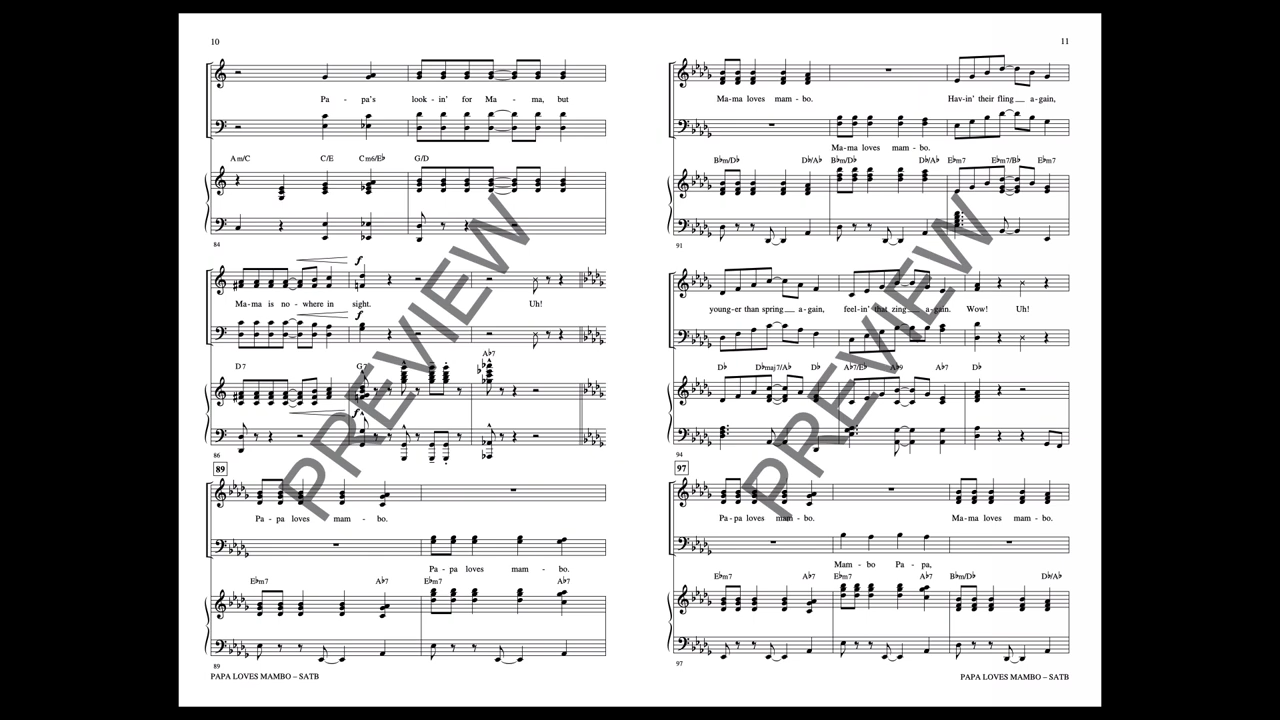 10
Pa - pa's look - in' for Ma - ma, but
Am/C C/E Cm6/E♭ G/D
84
f
Ma - ma is no - where in sight. Uh!
f
D7 G7 A♭7
f
86
89
Pa - pa loves mam - bo.
Pa - pa loves mam - bo.
E♭m7 A♭7 E♭m7 A♭7
89
PAPA LOVES MAMBO – SATB
11
Ma - ma loves mam - bo. Hav - in' their fling a - gain,
Ma - ma loves mam - bo.
B♭m/D♭ D♭/A♭ B♭m/D♭ D♭/A♭ E♭m7 E♭m7/B♭ E♭m7
91
young - er than spring a - gain, feel - in' that zing a - gain. Wow! Uh!
D♭ D♭maj7/A♭ D♭ A♭7/E♭ A♭9 A♭7 D♭
94
97
Pa - pa loves mam - bo. Ma - ma loves mam - bo.
Mam - bo Pa - pa,
E♭m7 A♭7 E♭m7 A♭7 B♭m/D♭ D♭/A♭
97
PAPA LOVES MAMBO – SATB
PREVIEW
PREVIEW